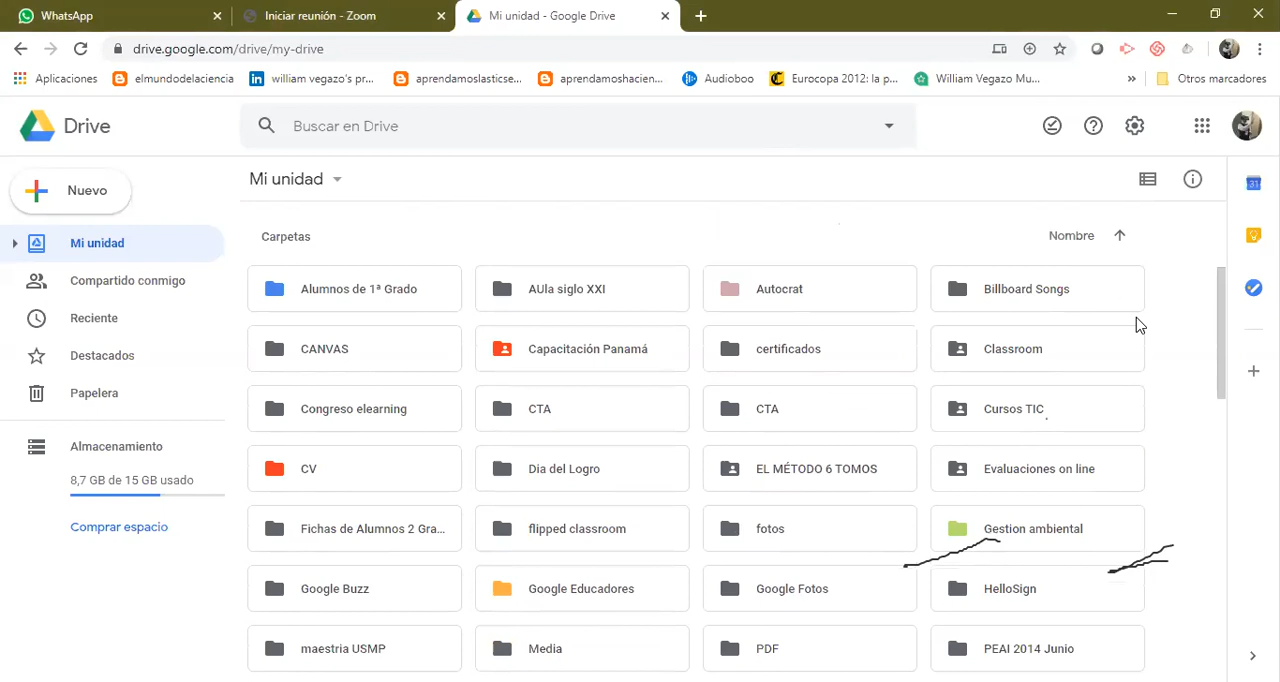 WhatsApp
Iniciar reunión - Zoom
Mi unidad - Google Drive
drive.google.com/drive/my-drive
Aplicaciones
elmundodelaciencia
william vegazo's pr...
aprendamoslasticse...
aprendamoshacien...
Audioboo
Eurocopa 2012: la p...
William Vegazo Mu...
»
Otros marcadores
Drive
Buscar en Drive
Nuevo
Mi unidad
Compartido conmigo
Reciente
Destacados
Papelera
Almacenamiento
8,7 GB de 15 GB usado
Comprar espacio
Mi unidad
Carpetas
Nombre
Alumnos de 1ª Grado
AUla siglo XXI
Autocrat
Billboard Songs
CANVAS
Capacitación Panamá
certificados
Classroom
Congreso elearning
CTA
CTA
Cursos TIC
CV
Dia del Logro
EL MÉTODO 6 TOMOS
Evaluaciones on line
Fichas de Alumnos 2 Gra...
flipped classroom
fotos
Gestion ambiental
Google Buzz
Google Educadores
Google Fotos
HelloSign
maestria USMP
Media
PDF
PEAI 2014 Junio
31